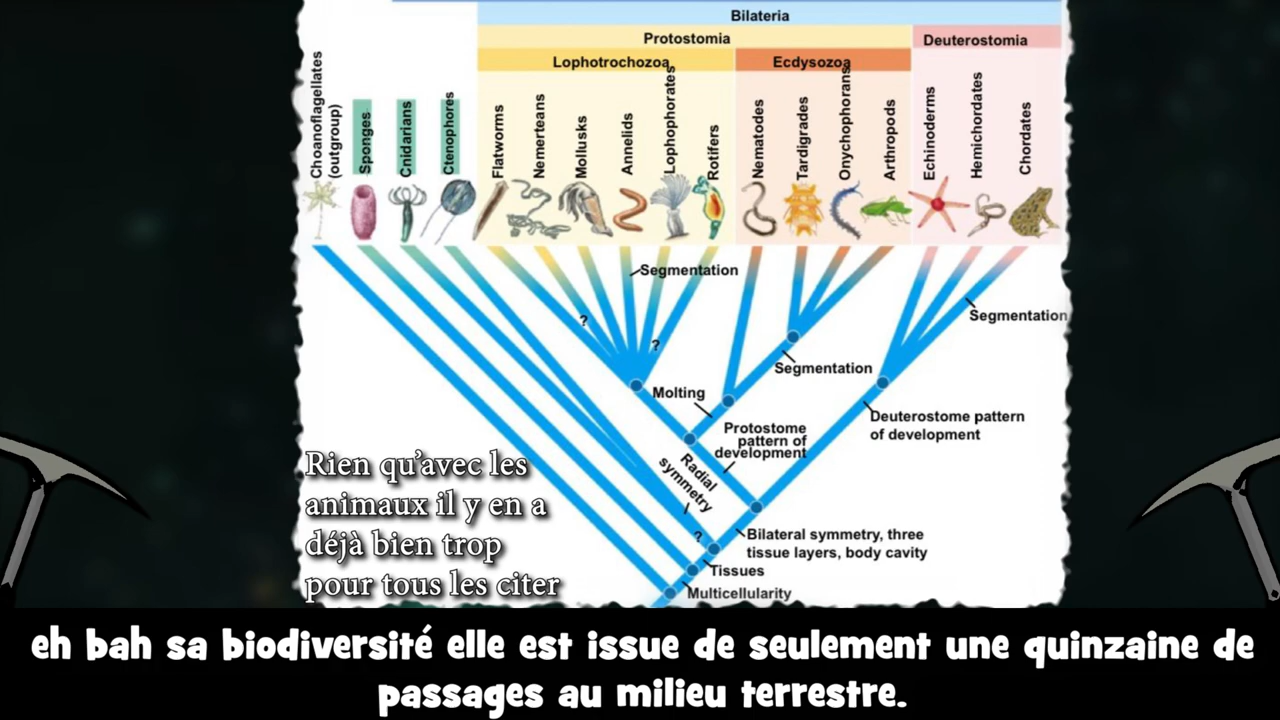 Bilateria
Protostomia
Deuterostomia
Lophotrochozoa
Ecdysozoa
Choanoflagellates
(outgroup)
Sponges
Cnidarians
Ctenophores
Flatworms
Nemerteans
Mollusks
Annelids
Lophophorates
Rotifers
Nematodes
Tardigrades
Onychophorans
Arthropods
Echinoderms
Hemichordates
Chordates
Segmentation
?
?
Segmentation
Segmentation
Molting
Deuterostome pattern
of development
Protostome
pattern of
development
Radial
symmetry
?
Bilateral symmetry, three
tissue layers, body cavity
Tissues
Multicellularity
Rien qu'avec les
animaux il y en a
déjà bien trop
pour tous les citer
eh bah sa biodiversité elle est issue de seulement une quinzaine de
passages au milieu terrestre.